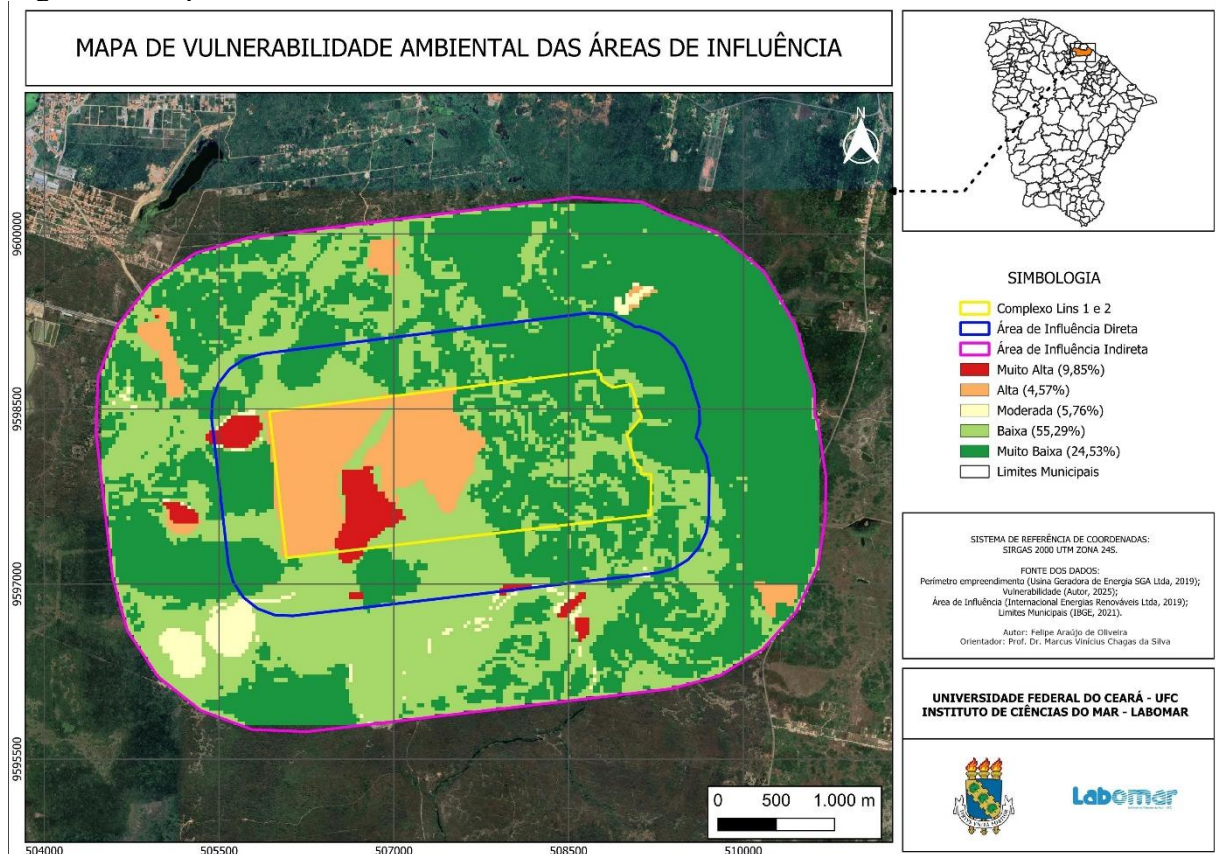 MAPA DE VULNERABILIDADE AMBIENTAL DAS ÁREAS DE INFLUÊNCIA
N
9600000
9598500
9597000
9595500
504000
505500
507000
508500
510000
0 500 1.000 m
SIMBOLOGIA
Complexo Lins 1 e 2
Área de Influência Direta
Área de Influência Indireta
Muito Alta (9,85%)
Alta (4,57%)
Moderada (5,76%)
Baixa (55,29%)
Muito Baixa (24,53%)
Limites Municipais
SISTEMA DE REFERÊNCIA DE COORDENADAS:
SIRGAS 2000 UTM ZONA 24S.
FONTE DOS DADOS:
Perímetro empreendimento (Usina Geradora de Energia SGA Ltda, 2019);
Vulnerabilidade (Autor, 2025);
Área de Influência (Internacional Energias Renováveis Ltda, 2019);
Limites Municipais (IBGE, 2021).
Autor: Felipe Araújo de Oliveira
Orientador: Prof. Dr. Marcus Vinícius Chagas da Silva
UNIVERSIDADE FEDERAL DO CEARÁ - UFC
INSTITUTO DE CIÊNCIAS DO MAR - LABOMAR
Labomar